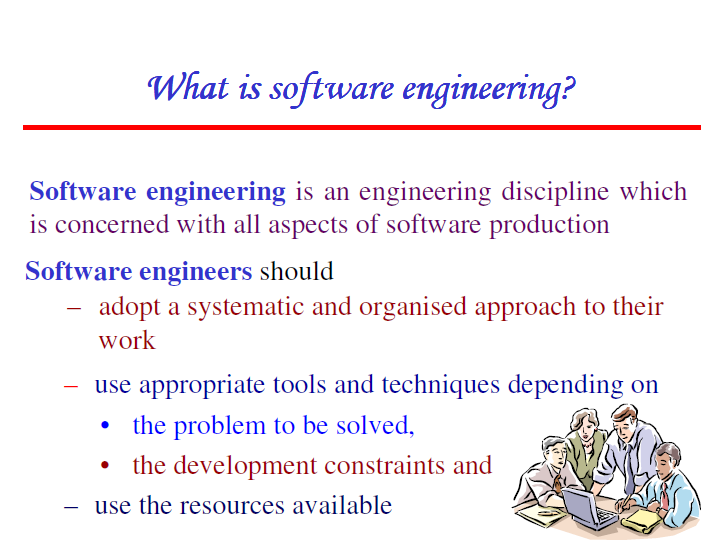 What is software engineering?
Software engineering is an engineering discipline which
is concerned with all aspects of software production
Software engineers should
– adopt a systematic and organised approach to their
work
– use appropriate tools and techniques depending on
• the problem to be solved,
• the development constraints and
– use the resources available